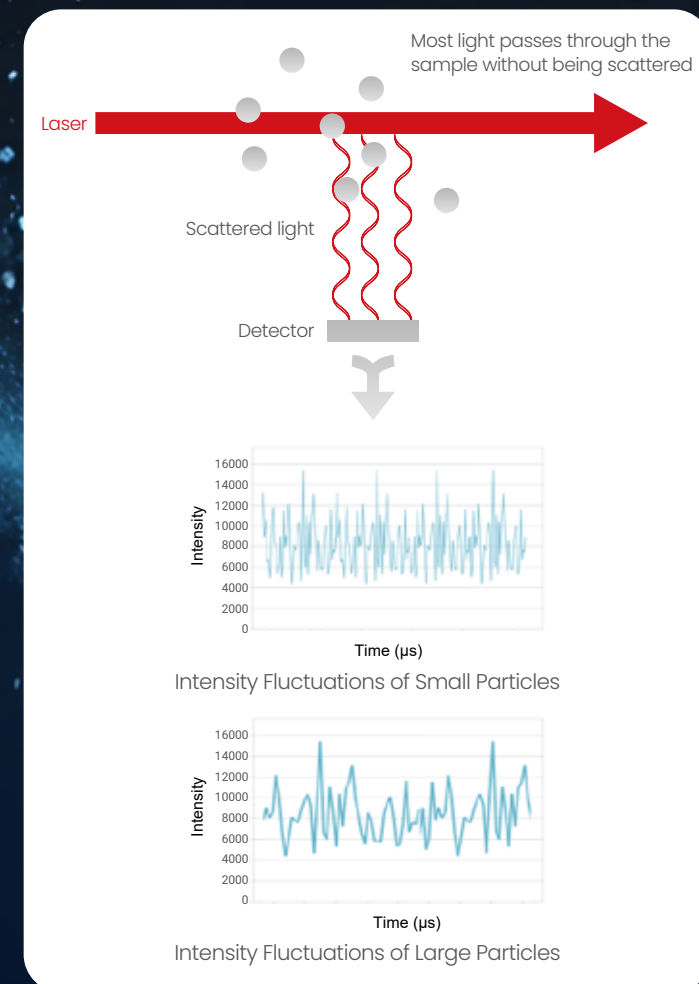 Most light passes through the
sample without being scattered
Laser
Scattered light
Detector
16000
14000
12000
10000
8000
6000
4000
2000
0
Intensity
Time (µs)
Intensity Fluctuations of Small Particles
16000
14000
12000
10000
8000
6000
4000
2000
0
Intensity
Time (µs)
Intensity Fluctuations of Large Particles